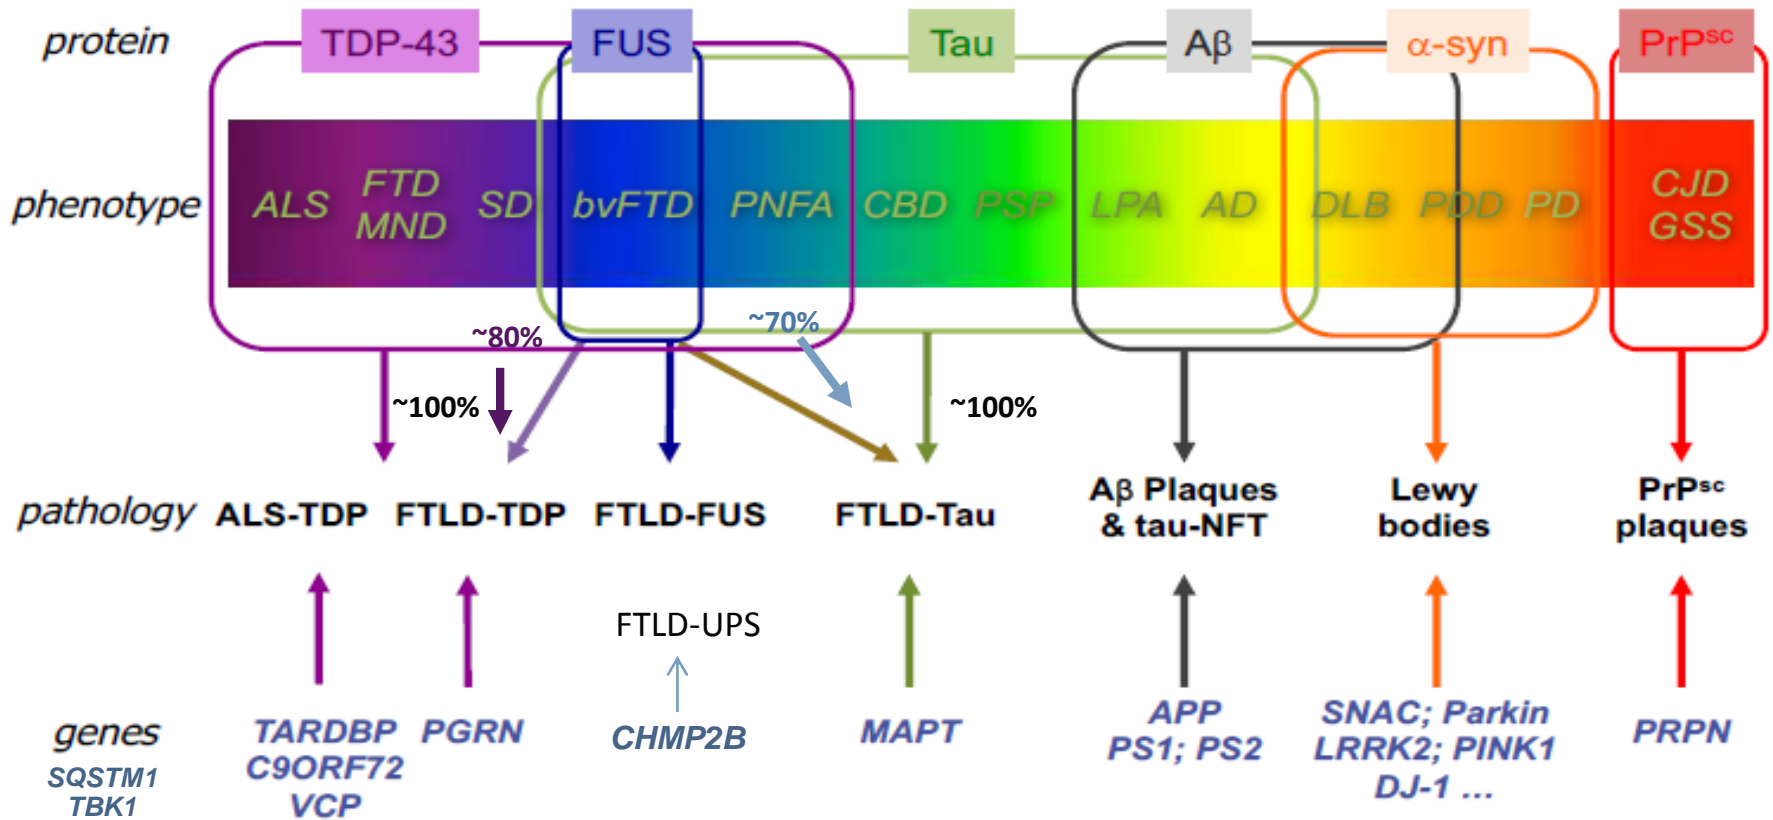 protein
TDP-43
FUS
Tau
Aβ
α-syn
PrPˢᶜ
phenotype
ALS
FTD
MND
SD
bvFTD
PNFA
CBD
PSP
LPA
AD
DLB
PDD
PD
CJD
GSS
~80%
~70%
~100%
~100%
pathology
ALS-TDP
FTLD-TDP
FTLD-FUS
FTLD-Tau
Aβ Plaques
& tau-NFT
Lewy
bodies
PrPˢᶜ
plaques
FTLD-UPS
genes
SQSTM1
TBK1
TARDBP
C9ORF72
VCP
PGRN
CHMP2B
MAPT
APP
PS1; PS2
SNAC; Parkin
LRRK2; PINK1
DJ-1 ...
PRPN